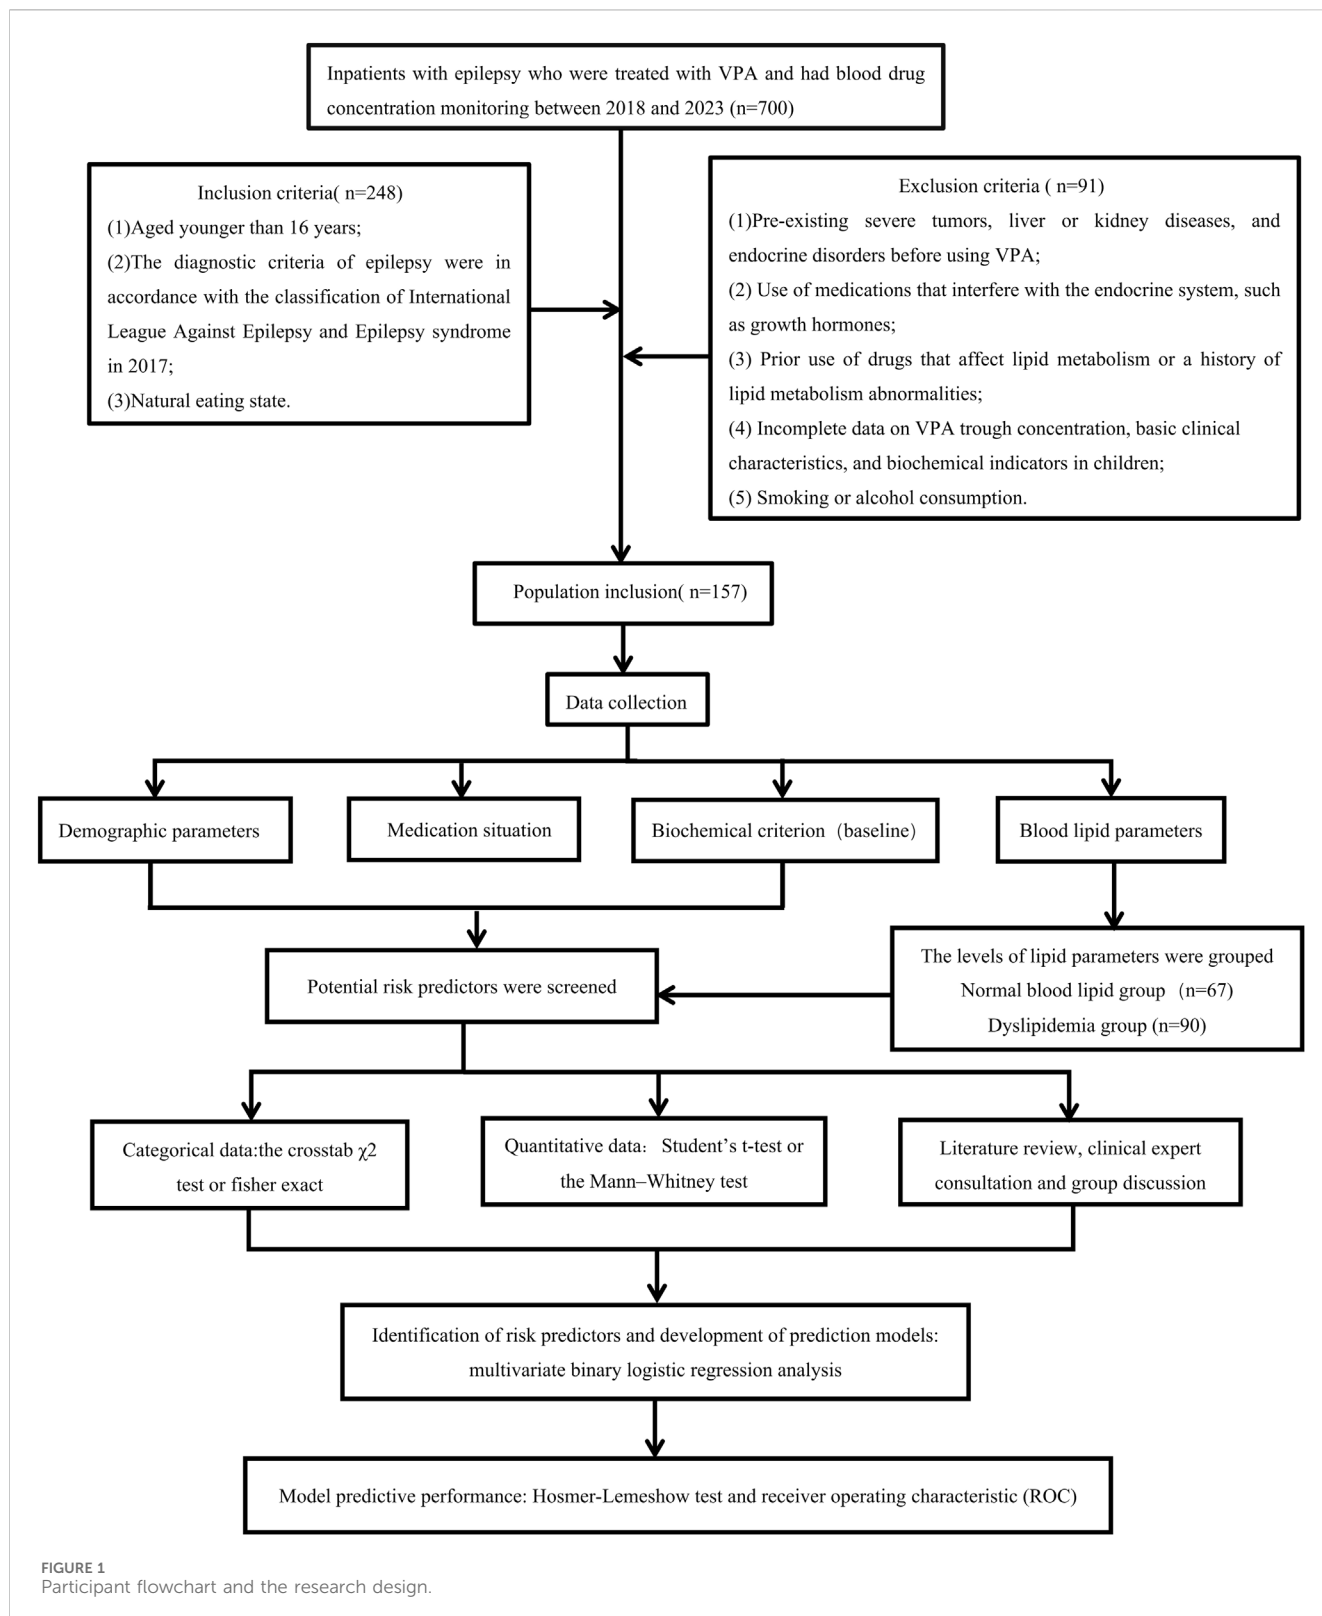 Inpatients with epilepsy who were treated with VPA and had blood drug
concentration monitoring between 2018 and 2023 (n=700)
Inclusion criteria( n=248)
(1)Aged younger than 16 years;
(2)The diagnostic criteria of epilepsy were in
accordance with the classification of International
League Against Epilepsy and Epilepsy syndrome
in 2017;
(3)Natural eating state.
Exclusion criteria ( n=91)
(1)Pre-existing severe tumors, liver or kidney diseases, and
endocrine disorders before using VPA;
(2) Use of medications that interfere with the endocrine system, such
as growth hormones;
(3) Prior use of drugs that affect lipid metabolism or a history of
lipid metabolism abnormalities;
(4) Incomplete data on VPA trough concentration, basic clinical
characteristics, and biochemical indicators in children;
(5) Smoking or alcohol consumption.
Population inclusion( n=157)
Data collection
Demographic parameters
Medication situation
Biochemical criterion（baseline）
Blood lipid parameters
The levels of lipid parameters were grouped
Normal blood lipid group（n=67)
Dyslipidemia group (n=90)
Potential risk predictors were screened
Categorical data:the crosstab χ2
test or fisher exact
Quantitative data： Student’s t-test or
the Mann–Whitney test
Literature review, clinical expert
consultation and group discussion
Identification of risk predictors and development of prediction models:
multivariate binary logistic regression analysis
Model predictive performance: Hosmer-Lemeshow test and receiver operating characteristic (ROC)
FIGURE 1
Participant flowchart and the research design.